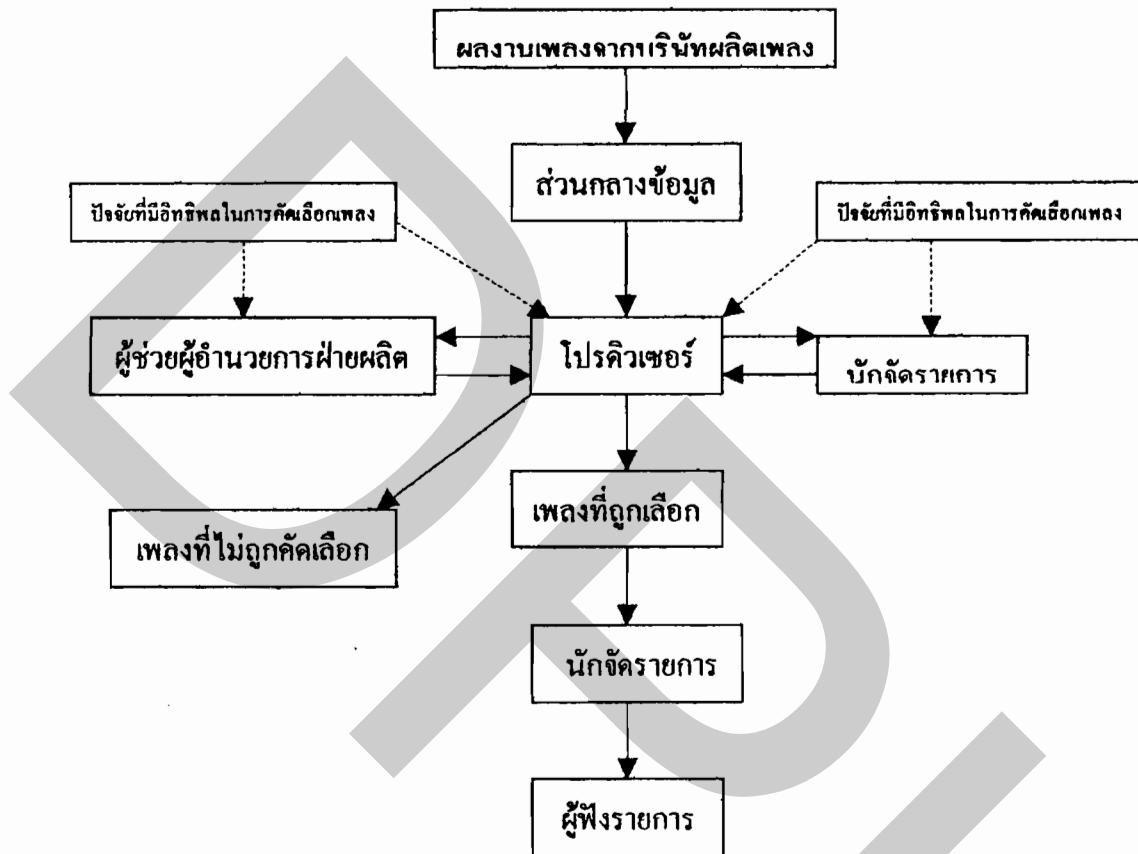 ผลงานเพลงจากบริษัทผลิตเพลง
ส่วนกลางข้อมูล
ปัจจัยที่มีอิทธิพลในการคัดเลือกเพลง
ปัจจัยที่มีอิทธิพลในการคัดเลือกเพลง
ผู้ช่วยผู้อำนวยการฝ่ายผลิต
โปรดิวเซอร์
นักจัดรายการ
เพลงที่ถูกเลือก
เพลงที่ไม่ถูกคัดเลือก
นักจัดรายการ
ผู้ฟังรายการ